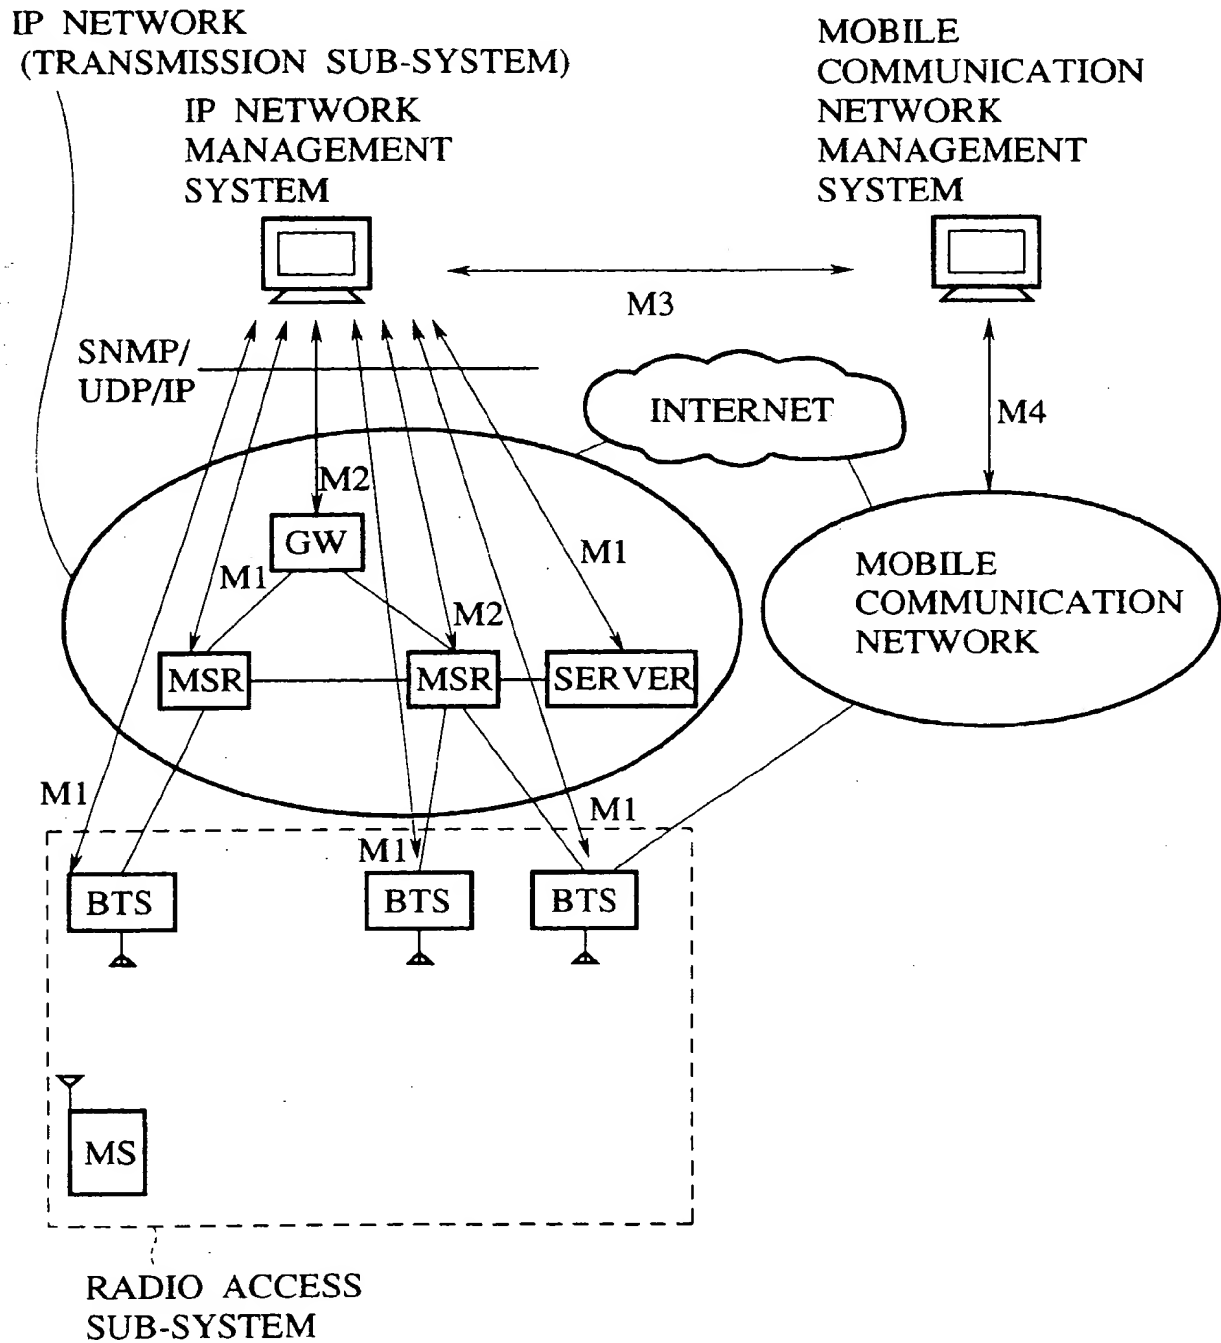 IP NETWORK
(TRANSMISSION SUB-SYSTEM)
IP NETWORK
MANAGEMENT
SYSTEM
MOBILE
COMMUNICATION
NETWORK
MANAGEMENT
SYSTEM
M3
SNMP/
UDP/IP
INTERNET
M4
M2
GW
M1
M1
M2
MSR
MSR
SERVER
MOBILE
COMMUNICATION
NETWORK
M1
M1
M1
BTS
BTS
BTS
MS
RADIO ACCESS
SUB-SYSTEM